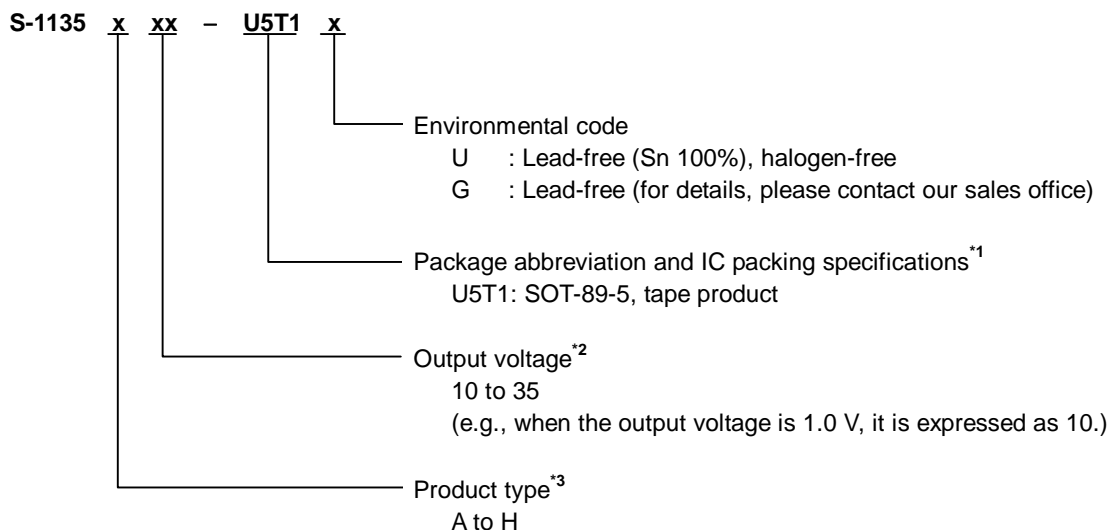 S-1135 x xx – U5T1 x
Environmental code
U : Lead-free (Sn 100%), halogen-free
G : Lead-free (for details, please contact our sales office)
Package abbreviation and IC packing specifications*1
U5T1: SOT-89-5, tape product
Output voltage*2
10 to 35
(e.g., when the output voltage is 1.0 V, it is expressed as 10.)
Product type*3
A to H